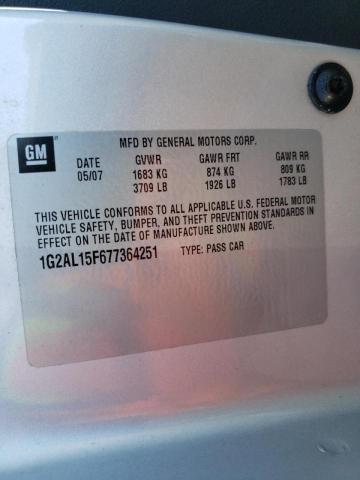 GM
MFD BY GENERAL MOTORS CORP.
DATE GVWR GAWR FRT GAWR RR
05/07 1683 KG 874 KG 809 KG
3709 LB 1926 LB 1783 LB
THIS VEHICLE CONFORMS TO ALL APPLICABLE U.S. FEDERAL MOTOR
VEHICLE SAFETY, BUMPER, AND THEFT PREVENTION STANDARDS IN
EFFECT ON THE DATE OF MANUFACTURE SHOWN ABOVE.
1G2AL15F677364251 TYPE: PASS CAR